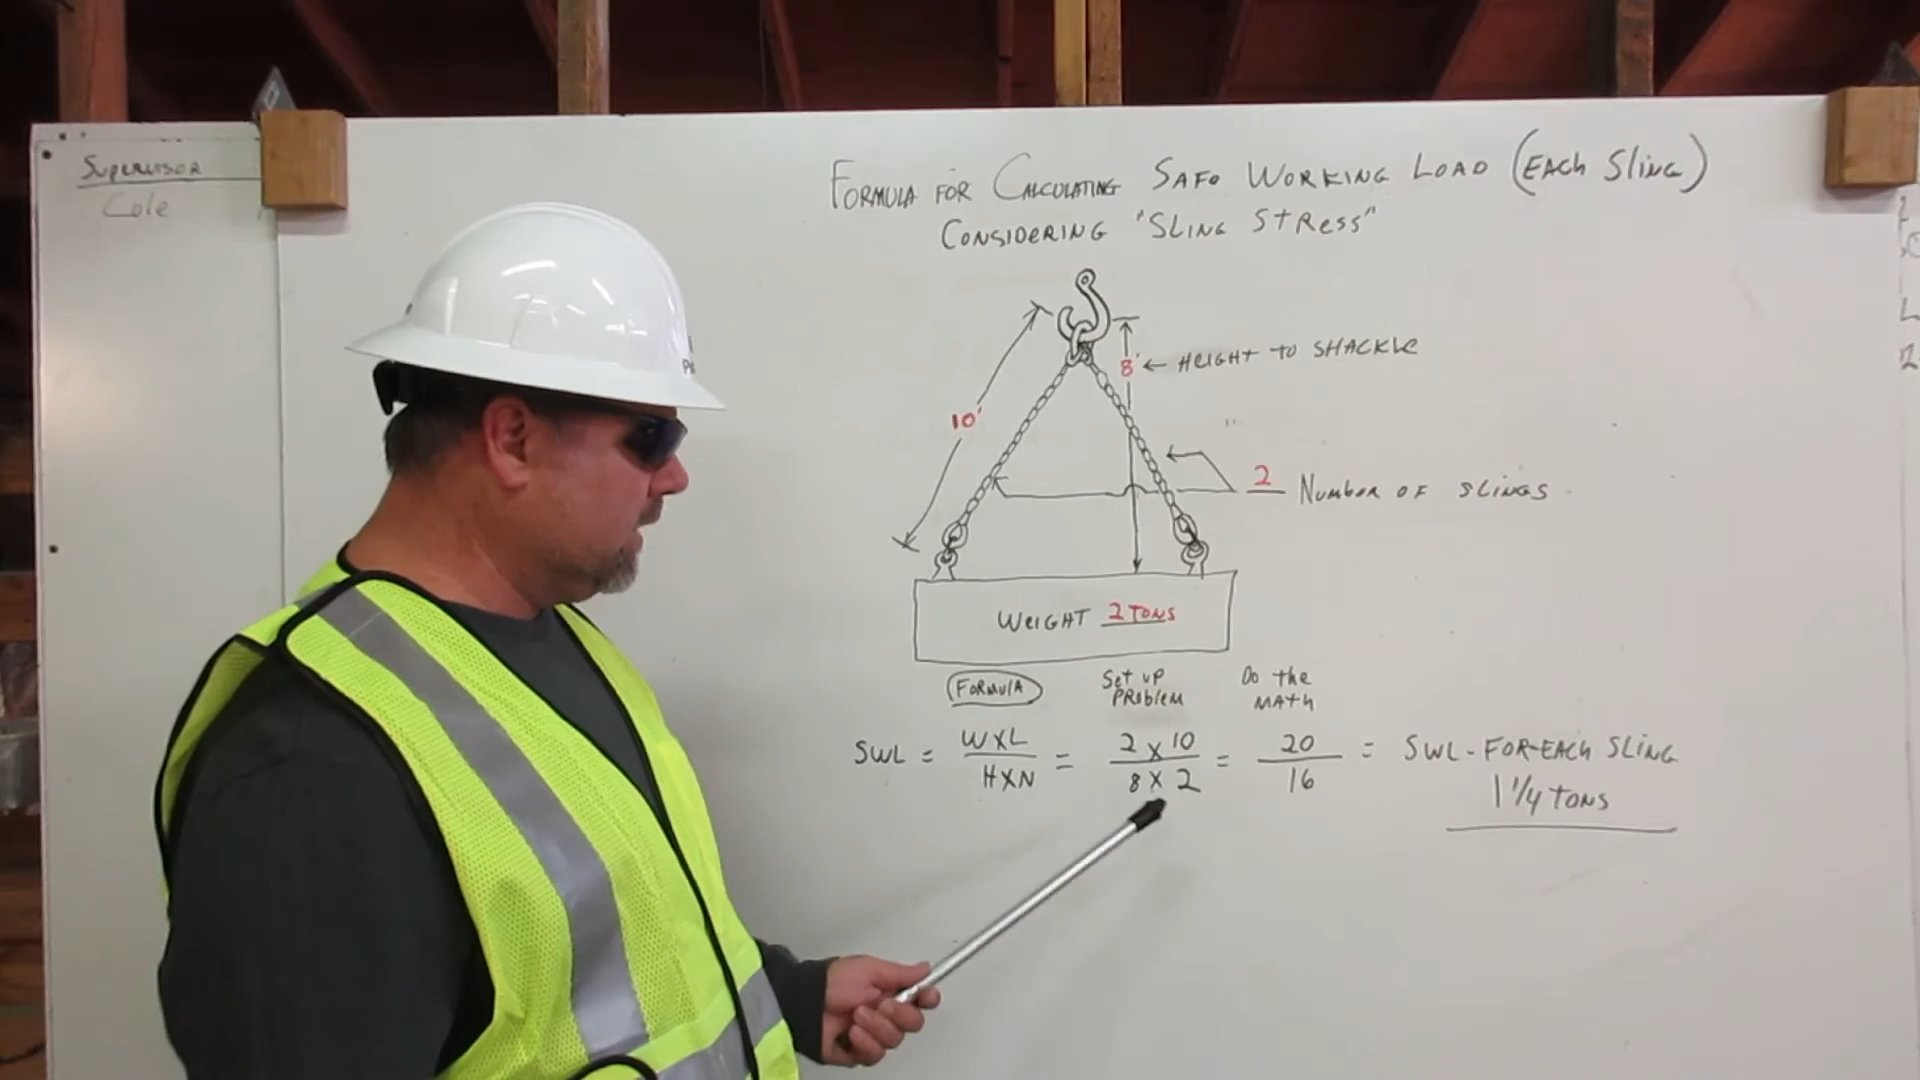 Supervisor
Cole
FORMULA FOR CALCULATING SAFE WORKING LOAD (EACH SLING)
CONSIDERING "SLING STRESS"
8' ← HEIGHT TO SHACKLE
10'
2 NUMBER OF SLINGS
WEIGHT 2 TONS
FORMULA
Set up
PROBLEM
Do the
MATH
SWL = WXL / HXN = 2 X 10 / 8 X 2 = 20 / 16 = SWL-FOR-EACH SLING
1 1/4 TONS